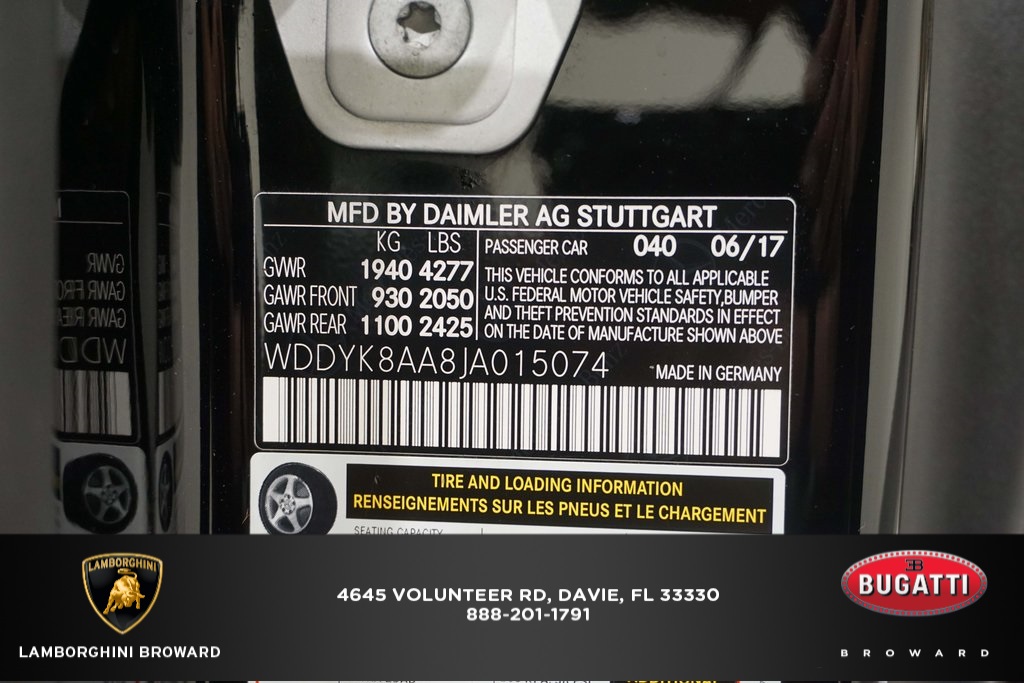 MFD BY DAIMLER AG STUTTGART
KG LBS
GVWR 1940 4277
GAWR FRONT 930 2050
GAWR REAR 1100 2425
PASSENGER CAR 040 06/17
THIS VEHICLE CONFORMS TO ALL APPLICABLE
U.S. FEDERAL MOTOR VEHICLE SAFETY,BUMPER
AND THEFT PREVENTION STANDARDS IN EFFECT
ON THE DATE OF MANUFACTURE SHOWN ABOVE
WDDYK8AA8JA015074
MADE IN GERMANY
TIRE AND LOADING INFORMATION
RENSEIGNEMENTS SUR LES PNEUS ET LE CHARGEMENT
SEATING CAPACITY
LAMBORGHINI
LAMBORGHINI BROWARD
4645 VOLUNTEER RD, DAVIE, FL 33330
888-201-1791
EB
BUGATTI
BROWARD